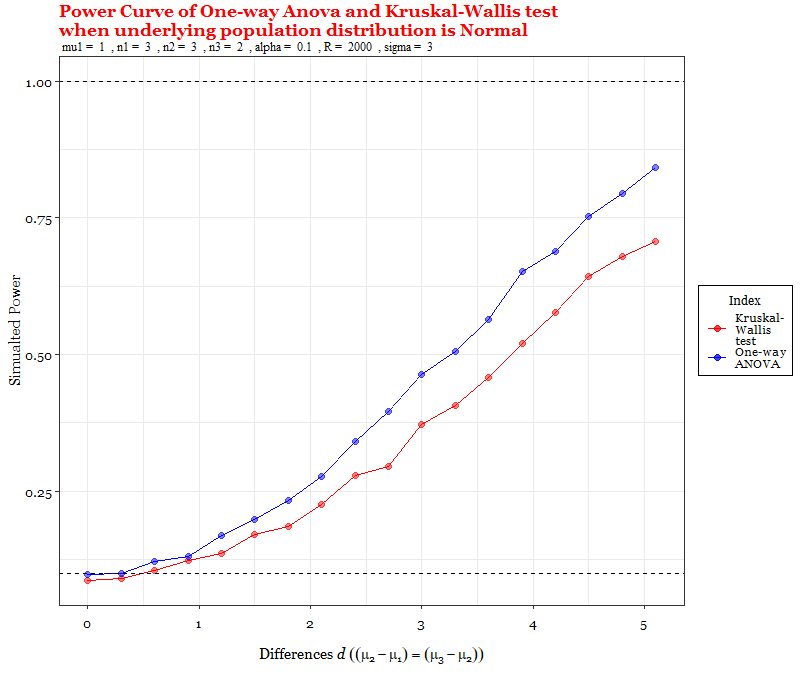 Power Curve of One-way Anova and Kruskal-Wallis test
when underlying population distribution is Normal
mu1 = 1 , n1 = 3 , n2 = 3 , n3 = 2 , alpha = 0.1 , R = 2000 , sigma = 3
1.00
0.75
0.50
0.25
Simualted Power
0 1 2 3 4 5
Differences d ((μ₂ − μ₁) = (μ₃ − μ₂))
Index
Kruskal-
Wallis
test
One-way
ANOVA